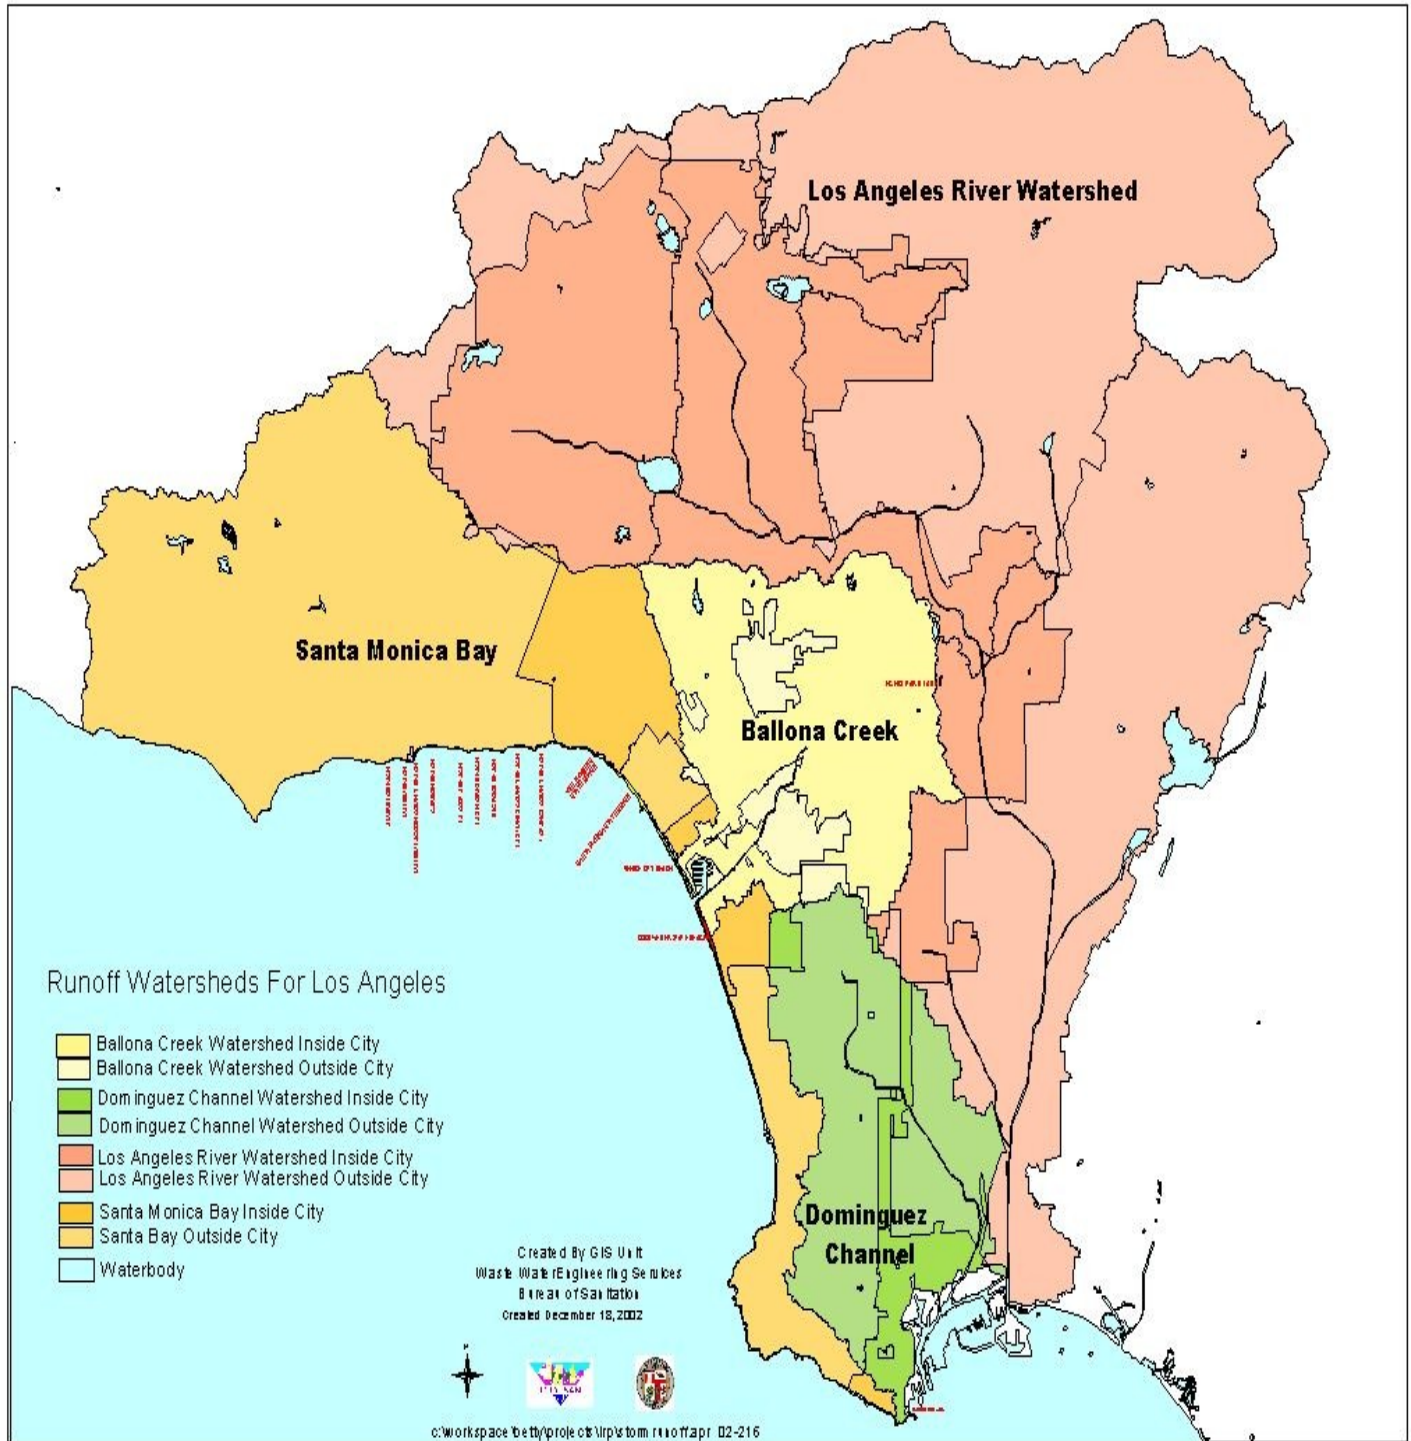 Los Angeles River Watershed
Santa Monica Bay
Ballona Creek
Runoff Watersheds For Los Angeles
Ballona Creek Watershed Inside City
Ballona Creek Watershed Outside City
Dominguez Channel Watershed Inside City
Dominguez Channel Watershed Outside City
Los Angeles River Watershed Inside City
Los Angeles River Watershed Outside City
Santa Monica Bay Inside City
Santa Bay Outside City
Waterbody
Dominguez
Channel
Created By GIS Unit
Waste Water Engineering Services
Bureau of Sanitation
Created December 18, 2002
c:\workspace\betty\projects\irp\storm runoff.apr 02-216